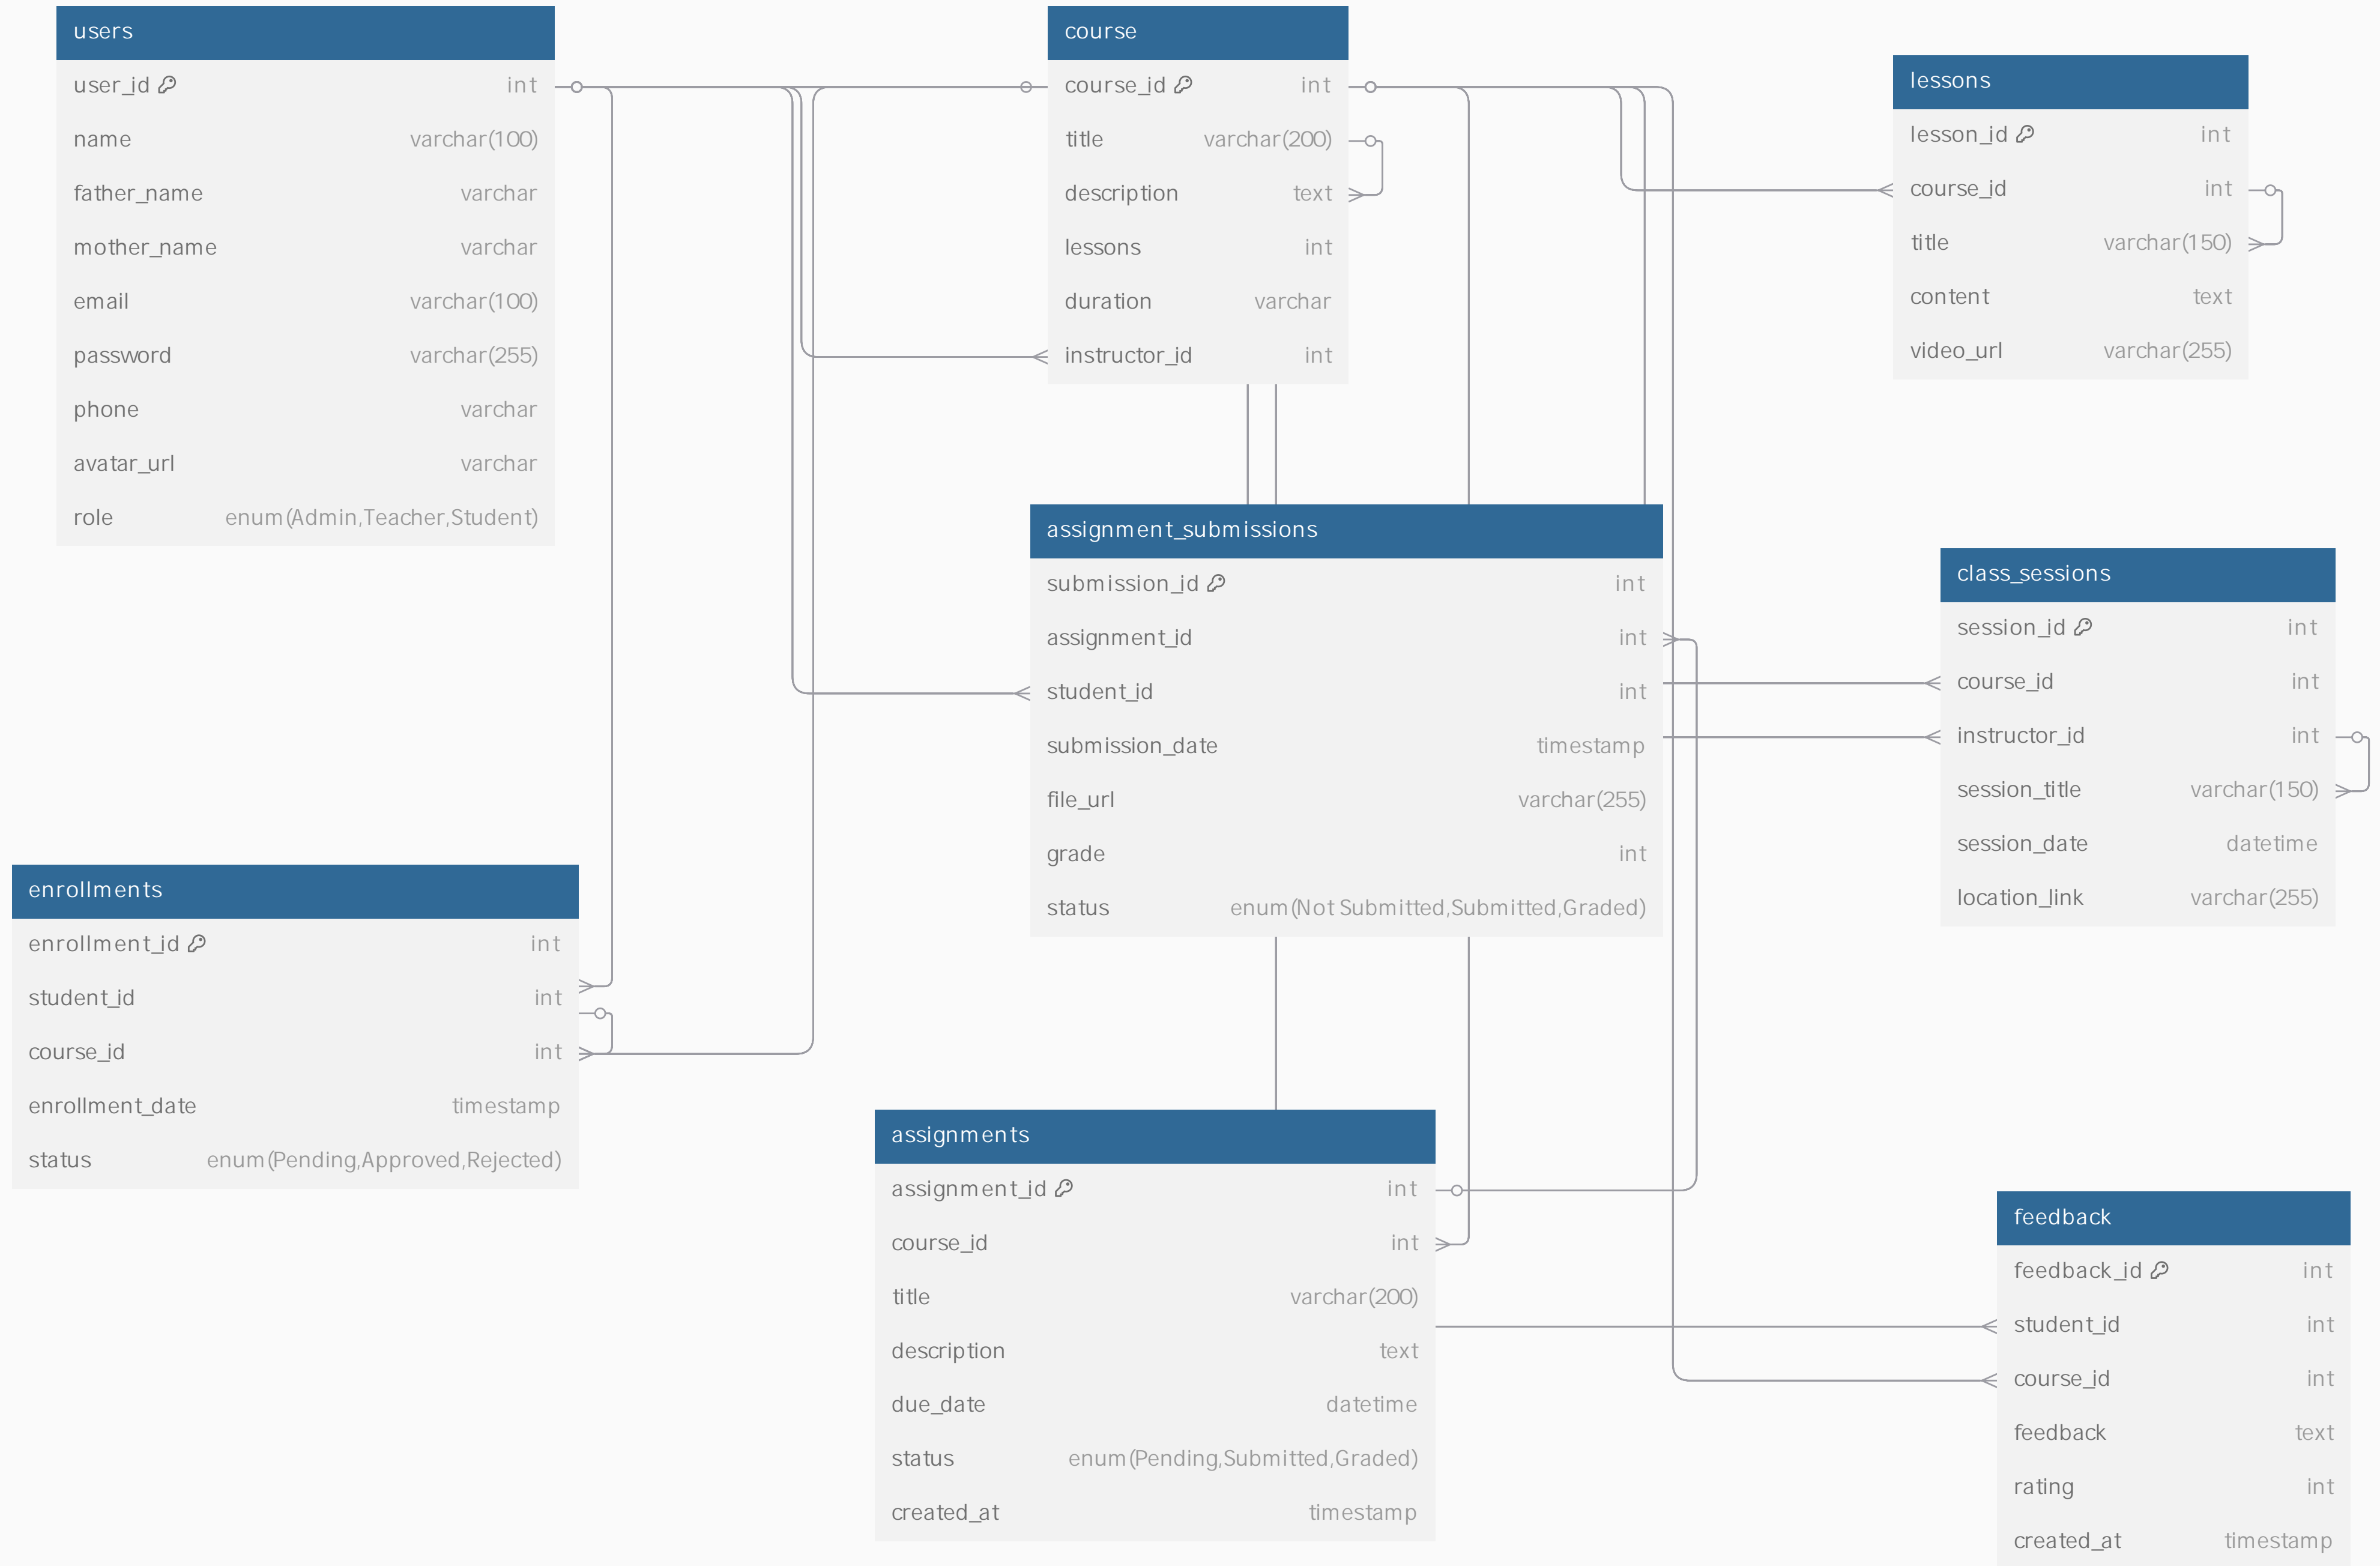 users
user_id int
name varchar(100)
father_name varchar
mother_name varchar
email varchar(100)
password varchar(255)
phone varchar
avatar_url varchar
role enum(Admin,Teacher,Student)
course
course_id int
title varchar(200)
description text
lessons int
duration varchar
instructor_id int
lessons
lesson_id int
course_id int
title varchar(150)
content text
video_url varchar(255)
assignment_submissions
submission_id int
assignment_id int
student_id int
submission_date timestamp
file_url varchar(255)
grade int
status enum(Not Submitted,Submitted,Graded)
class_sessions
session_id int
course_id int
instructor_id int
session_title varchar(150)
session_date datetime
location_link varchar(255)
enrollments
enrollment_id int
student_id int
course_id int
enrollment_date timestamp
status enum(Pending,Approved,Rejected)
assignments
assignment_id int
course_id int
title varchar(200)
description text
due_date datetime
status enum(Pending,Submitted,Graded)
created_at timestamp
feedback
feedback_id int
student_id int
course_id int
feedback text
rating int
created_at timestamp